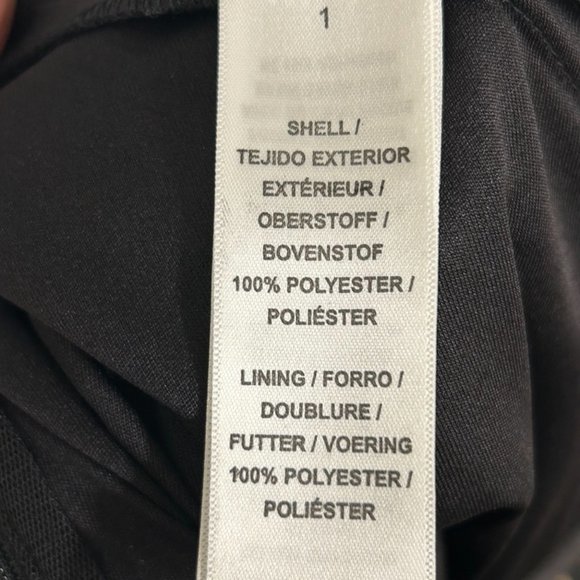 1
SHELL /
TEJIDO EXTERIOR
EXTÉRIEUR /
OBERSTOFF /
BOVENSTOF
100% POLYESTER /
POLIÉSTER
LINING / FORRO /
DOUBLURE /
FUTTER / VOERING
100% POLYESTER /
POLIÉSTER